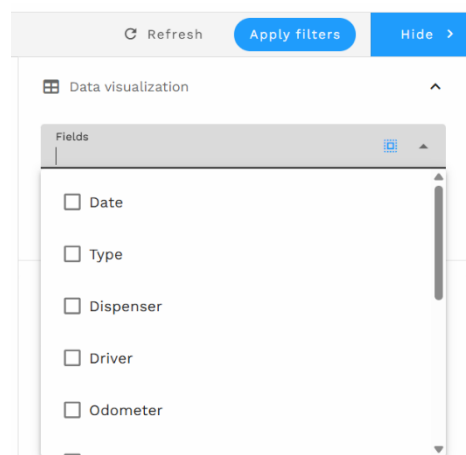 Refresh Apply filters Hide
Data visualization
Fields
Date
Type
Dispenser
Driver
Odometer